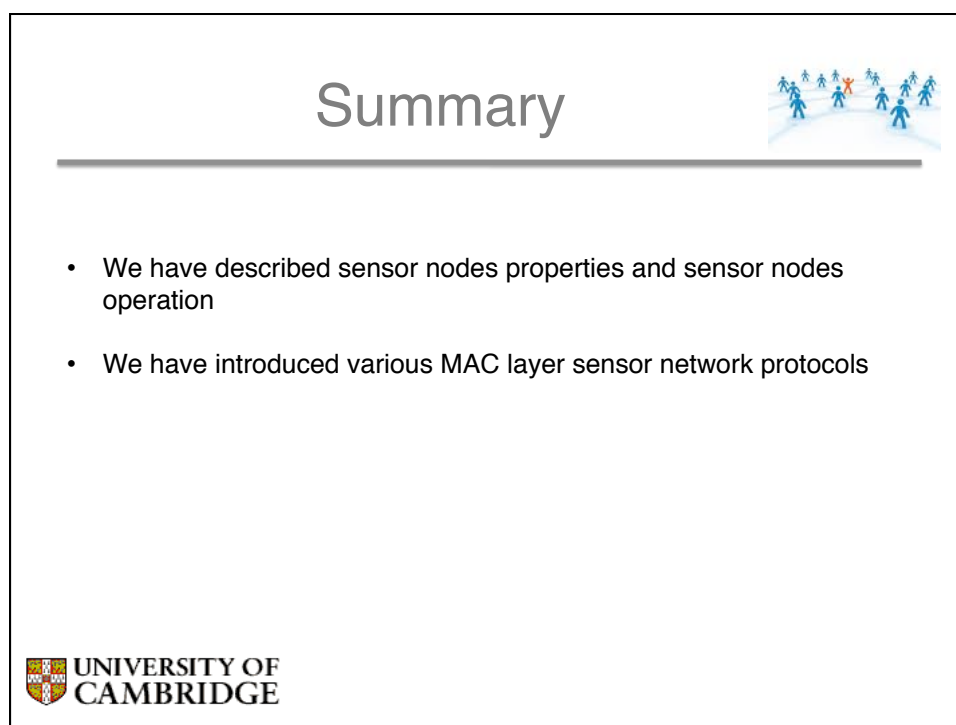 Summary
• We have described sensor nodes properties and sensor nodes
operation
• We have introduced various MAC layer sensor network protocols
UNIVERSITY OF
CAMBRIDGE